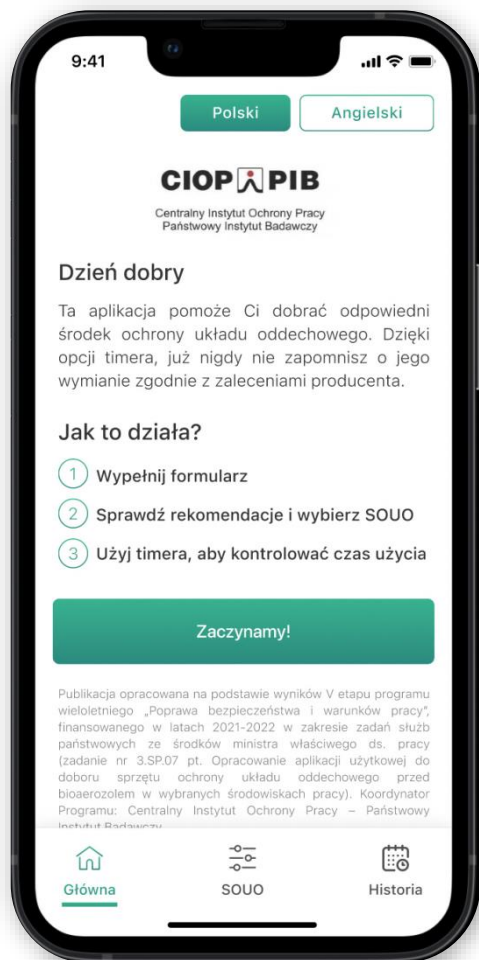 9:41
Polski Angielski
CIOP PIB
Centralny Instytut Ochrony Pracy
Państwowy Instytut Badawczy
Dzień dobry
Ta aplikacja pomoże Ci dobrać odpowiedni
środek ochrony układu oddechowego. Dzięki
opcji timera, już nigdy nie zapomnisz o jego
wymianie zgodnie z zaleceniami producenta.
Jak to działa?
1 Wypełnij formularz
2 Sprawdź rekomendacje i wybierz SOUO
3 Użyj timera, aby kontrolować czas użycia
Zaczynamy!
Publikacja opracowana na podstawie wyników V etapu programu
wieloletniego „Poprawa bezpieczeństwa i warunków pracy”,
finansowanego w latach 2021-2022 w zakresie zadań służb
państwowych ze środków ministra właściwego ds. pracy
(zadanie nr 3.SP.07 pt. Opracowanie aplikacji użytkowej do
doboru sprzętu ochrony układu oddechowego przed
bioaerozolem w wybranych środowiskach pracy). Koordynator
Programu: Centralny Instytut Ochrony Pracy – Państwowy
Instytut Badawczy
Główna SOUO Historia